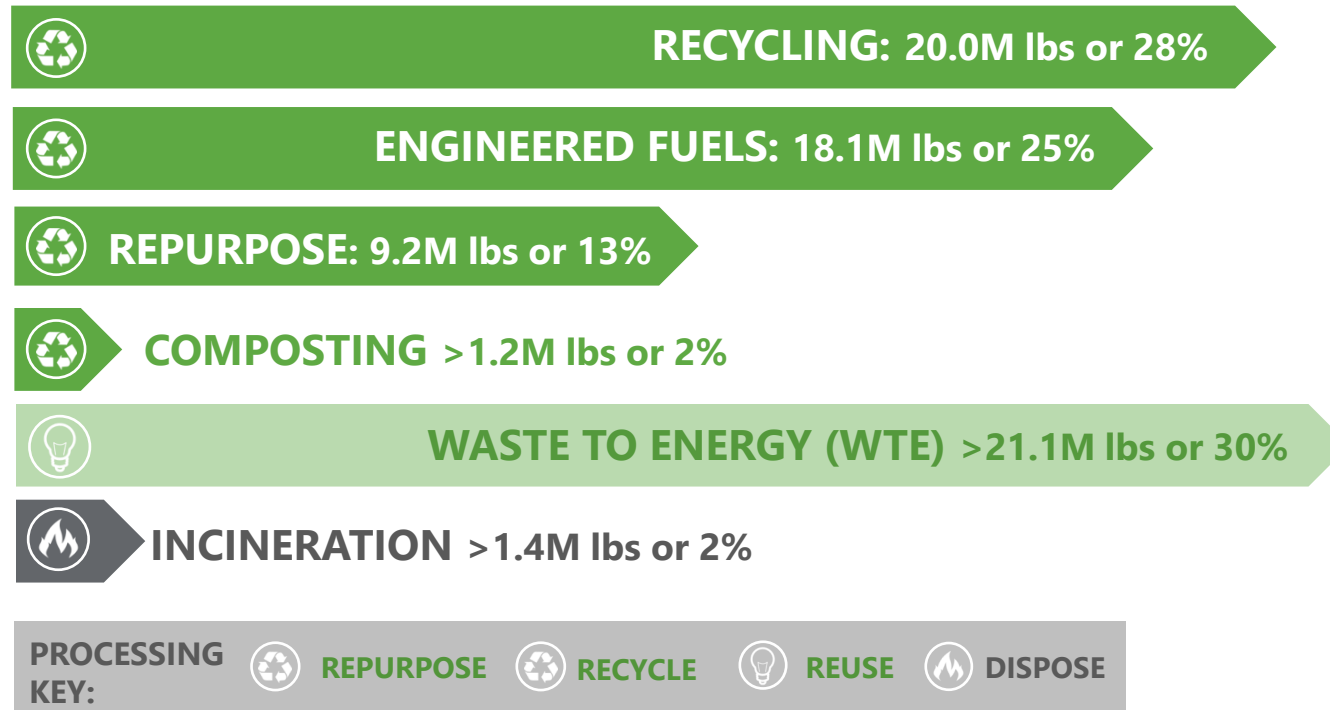 RECYCLING: 20.0M lbs or 28%
ENGINEERED FUELS: 18.1M lbs or 25%
REPURPOSE: 9.2M lbs or 13%
COMPOSTING >1.2M lbs or 2%
WASTE TO ENERGY (WTE) >21.1M lbs or 30%
INCINERATION >1.4M lbs or 2%
PROCESSING
KEY:
REPURPOSE RECYCLE REUSE DISPOSE